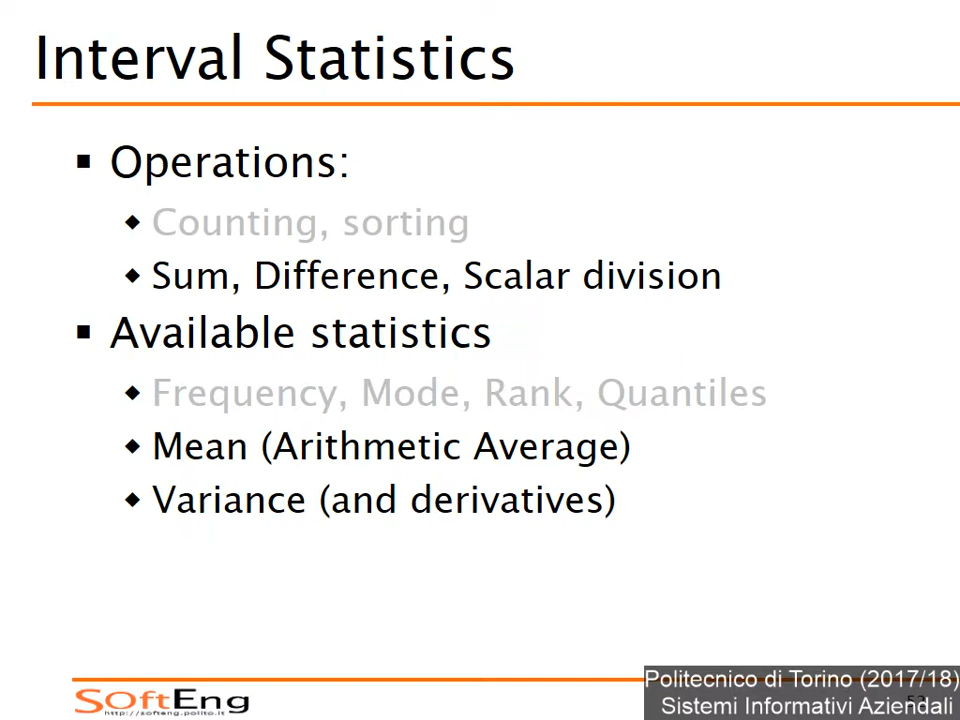 Interval Statistics
Operations:
Counting, sorting
Sum, Difference, Scalar division
Available statistics
Frequency, Mode, Rank, Quantiles
Mean (Arithmetic Average)
Variance (and derivatives)
SOftEng
http://softeng.polito.it
Politecnico di Torino (2017/18)
Sistemi Informativi Aziendali